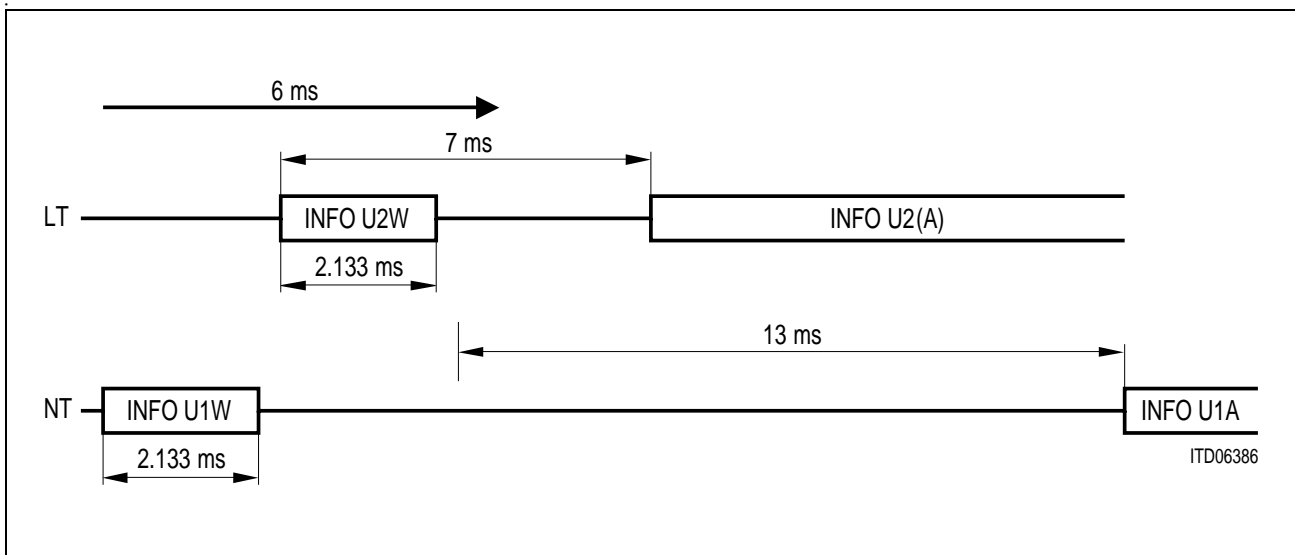 6 ms
7 ms
LT
INFO U2W
INFO U2(A)
2.133 ms
13 ms
NT
INFO U1W
INFO U1A
2.133 ms
ITD06386